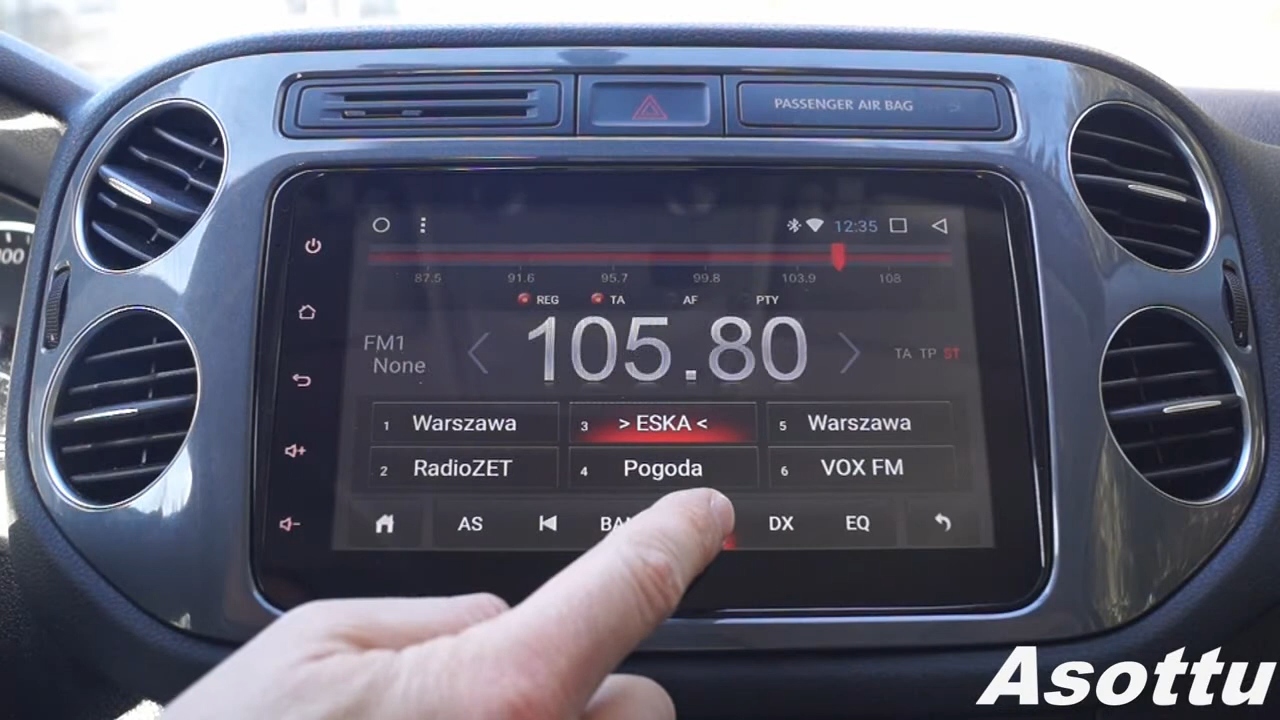 PASSENGER AIR BAG
12:35
87.5 91.6 95.7 99.8 103.9 108
REG TA AF PTY
FM1
None
105.80
TA TP ST
1 Warszawa
3 > ESKA <
5 Warszawa
2 RadioZET
4 Pogoda
6 VOX FM
AS
DX
EQ
100
Asottu